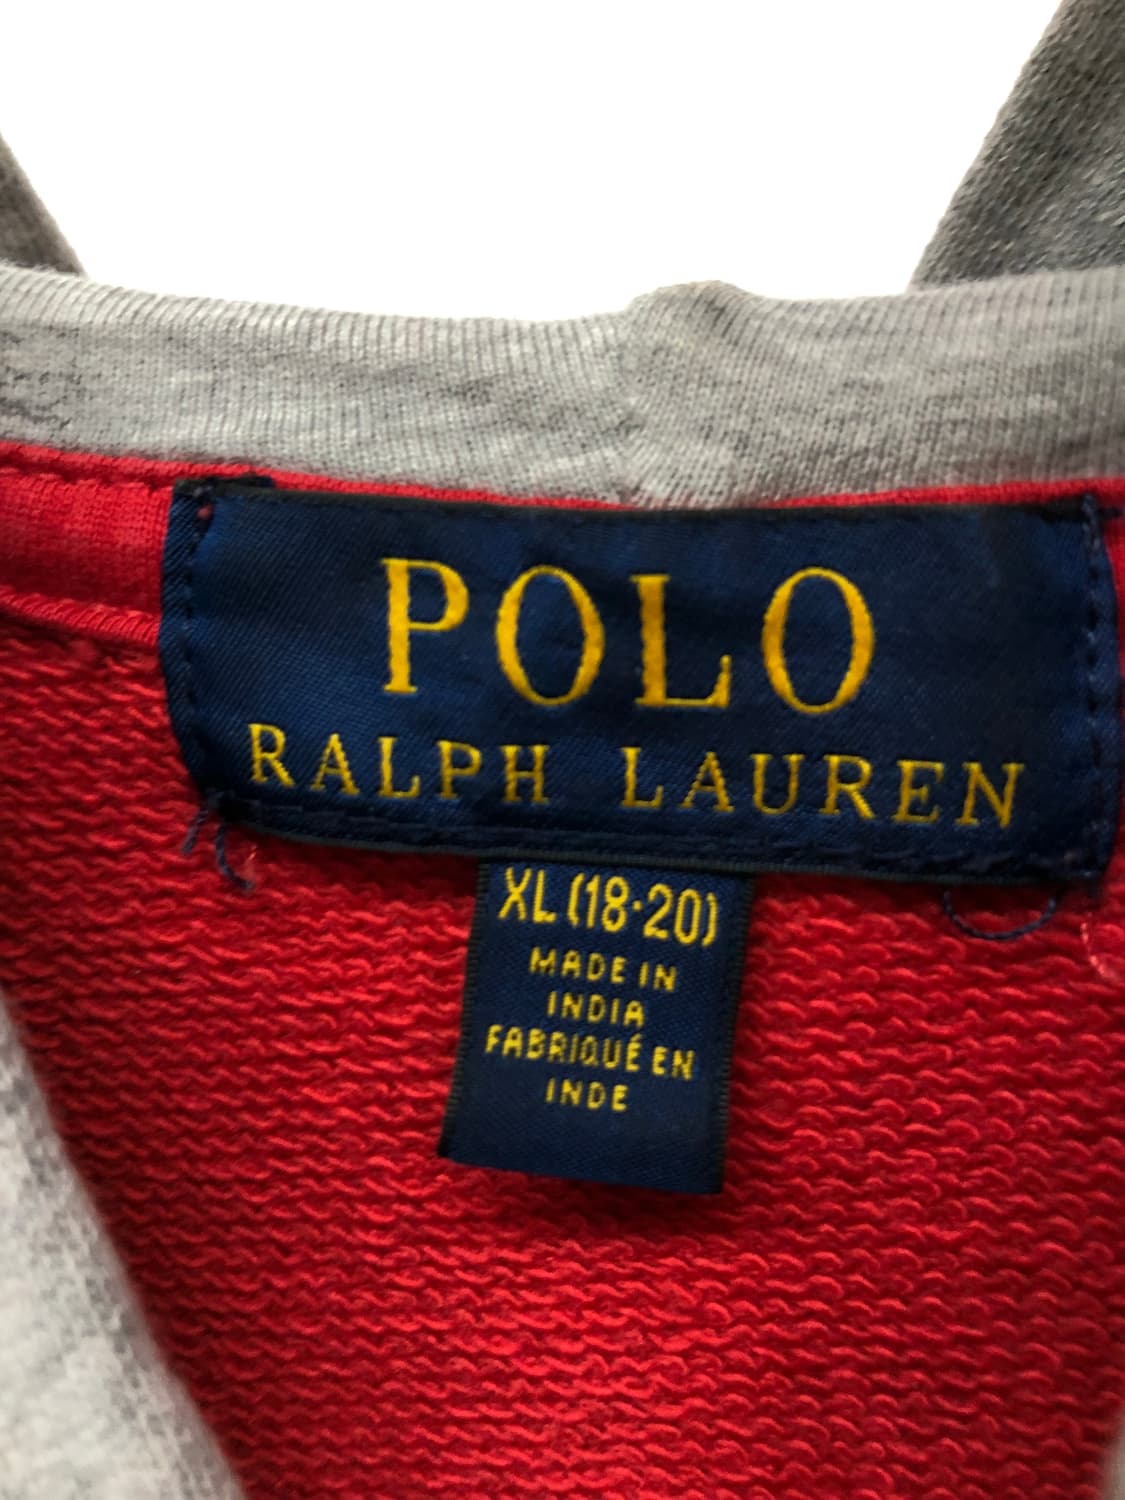 POLO
RALPH LAUREN
XL (18-20)
MADE IN
INDIA
FABRIQUÉ EN
INDE